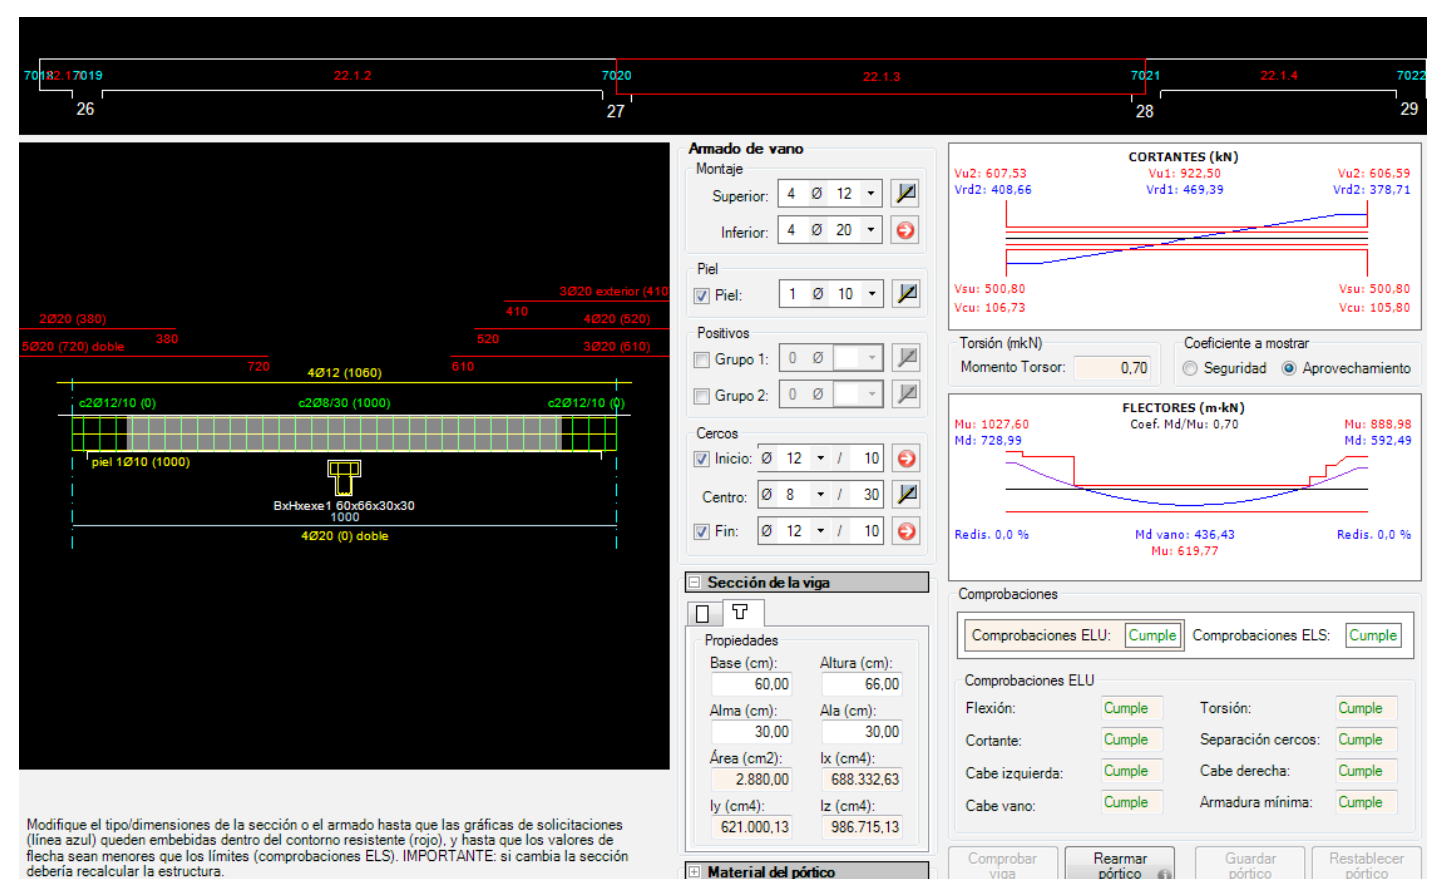 7018 22.1.1 7019 22.1.2 7020 22.1.3 7021 22.1.4 7022
26 27 28 29
3Ø20 exterior (410
2Ø20 (380) 410 4Ø20 (520)
5Ø20 (720) doble 380 520 3Ø20 (610)
720 4Ø12 (1060) 610
c2Ø12/10 (0) c2Ø8/30 (1000) c2Ø12/10 (0)
piel 1Ø10 (1000)
BxHxexe1 60x66x30x30
1000
4Ø20 (0) doble
Modifique el tipo/dimensiones de la sección o el armado hasta que las gráficas de solicitaciones
(línea azul) queden embebidas dentro del contorno resistente (rojo), y hasta que los valores de
flecha sean menores que los límites (comprobaciones ELS). IMPORTANTE: si cambia la sección
debería recalcular la estructura.
Armado de vano
Montaje
Superior: 4 Ø 12
Inferior: 4 Ø 20
Piel
Piel: 1 Ø 10
Positivos
Grupo 1: 0 Ø
Grupo 2: 0 Ø
Cercos
Inicio: Ø 12 / 10
Centro: Ø 8 / 30
Fin: Ø 12 / 10
Sección de la viga
Propiedades
Base (cm): Altura (cm):
60,00 66,00
Alma (cm): Ala (cm):
30,00 30,00
Área (cm2): Ix (cm4):
2.880,00 688.332,63
Iy (cm4): Iz (cm4):
621.000,13 986.715,13
Material del pórtico
CORTANTES (kN)
Vu2: 607,53 Vu1: 922,50 Vu2: 606,59
Vrd2: 408,66 Vrd1: 469,39 Vrd2: 378,71
Vsu: 500,80 Vsu: 500,80
Vcu: 106,73 Vcu: 105,80
Torsión (mkN) Coeficiente a mostrar
Momento Torsor: 0,70 Seguridad Aprovechamiento
FLECTORES (m·kN)
Mu: 1027,60 Coef. Md/Mu: 0,70 Mu: 888,98
Md: 728,99 Md: 592,49
Redis. 0,0 % Md vano: 436,43 Redis. 0,0 %
Mu: 619,77
Comprobaciones
Comprobaciones ELU: Cumple Comprobaciones ELS: Cumple
Comprobaciones ELU
Flexión: Cumple Torsión: Cumple
Cortante: Cumple Separación cercos: Cumple
Cabe izquierda: Cumple Cabe derecha: Cumple
Cabe vano: Cumple Armadura mínima: Cumple
Comprobar Rearmar Guardar Restablecer
viga pórtico pórtico pórtico